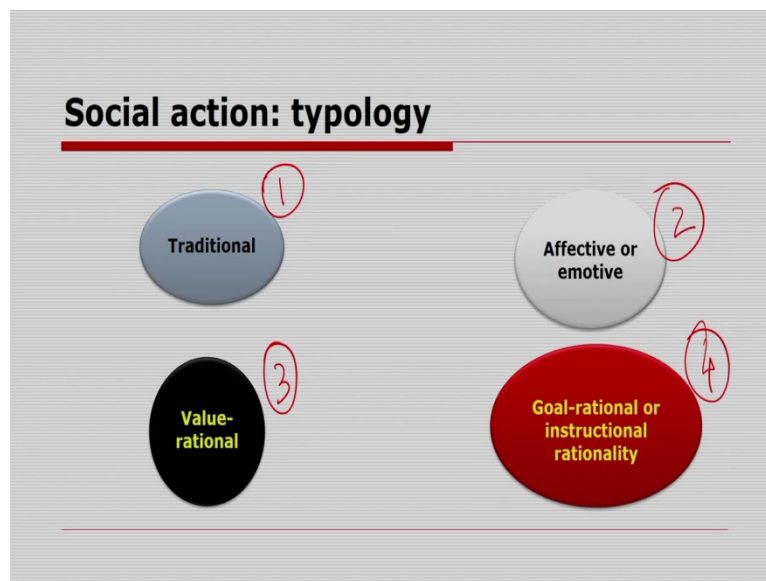 Social action: typology
1
Traditional
2
Affective or
emotive
3
Value-
rational
4
Goal-rational or
instructional
rationality